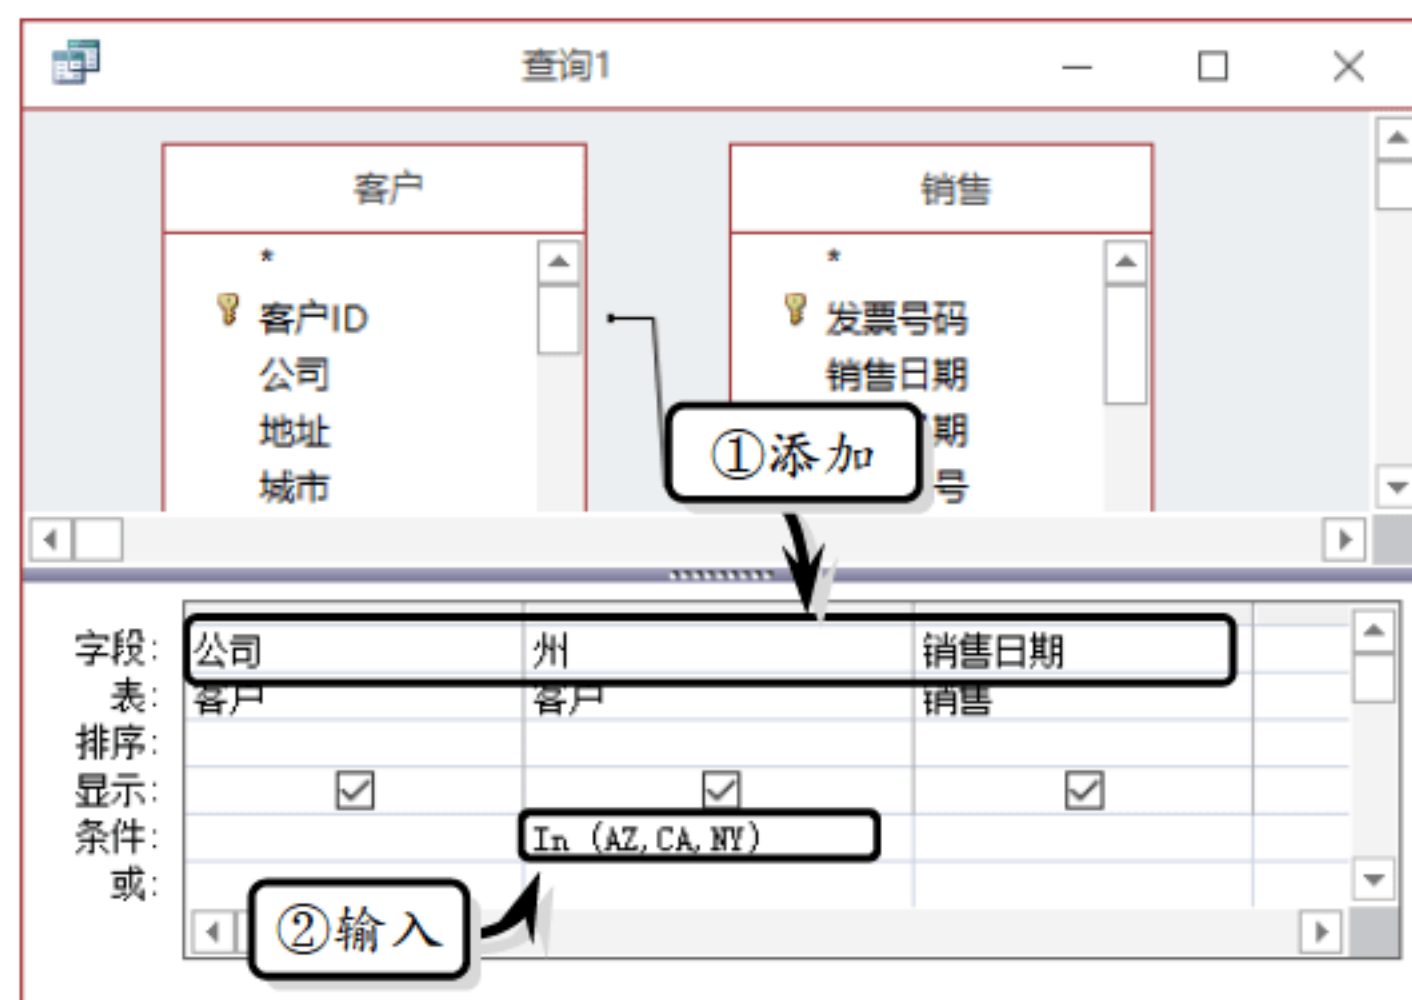 查询1
客户
*
客户ID
公司
地址
城市
销售
*
发票号码
销售日期
期
号
①添加
字段: 公司 州 销售日期
表: 客户 客户 销售
排序:
显示:
条件: In (AZ,CA,NY)
或:
②输入